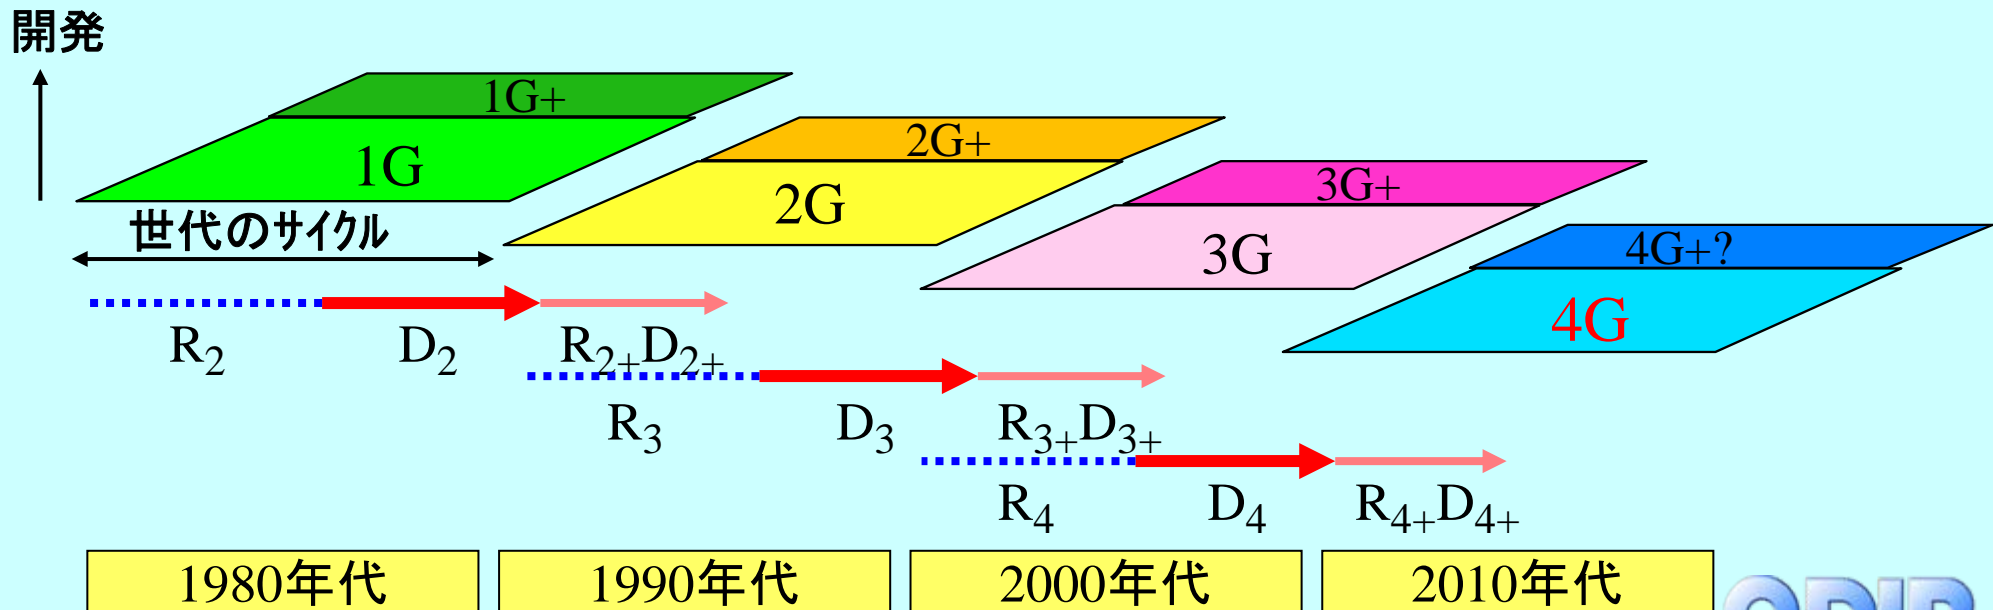 開発
1G+
1G
2G+
2G
3G+
3G
4G+?
4G
世代のサイクル
R2 D2 R2+D2+
R3 D3 R3+D3+
R4 D4 R4+D4+
1980年代 1990年代 2000年代 2010年代